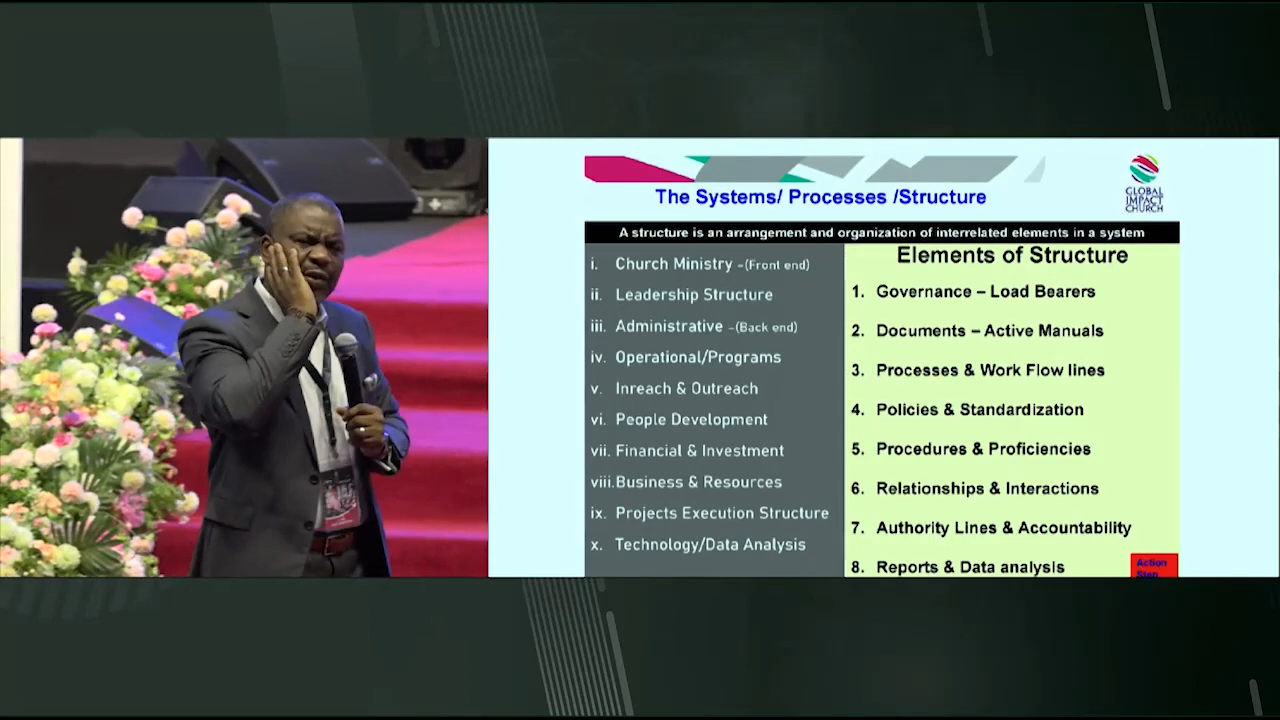 The Systems/ Processes /Structure
GLOBAL
IMPACT
CHURCH
A structure is an arrangement and organization of interrelated elements in a system
i. Church Ministry –(Front end)
ii. Leadership Structure
iii. Administrative –(Back end)
iv. Operational/Programs
v. Inreach & Outreach
vi. People Development
vii. Financial & Investment
viii.Business & Resources
ix. Projects Execution Structure
x. Technology/Data Analysis
Elements of Structure
1. Governance – Load Bearers
2. Documents – Active Manuals
3. Processes & Work Flow lines
4. Policies & Standardization
5. Procedures & Proficiencies
6. Relationships & Interactions
7. Authority Lines & Accountability
8. Reports & Data analysis
Action
Step